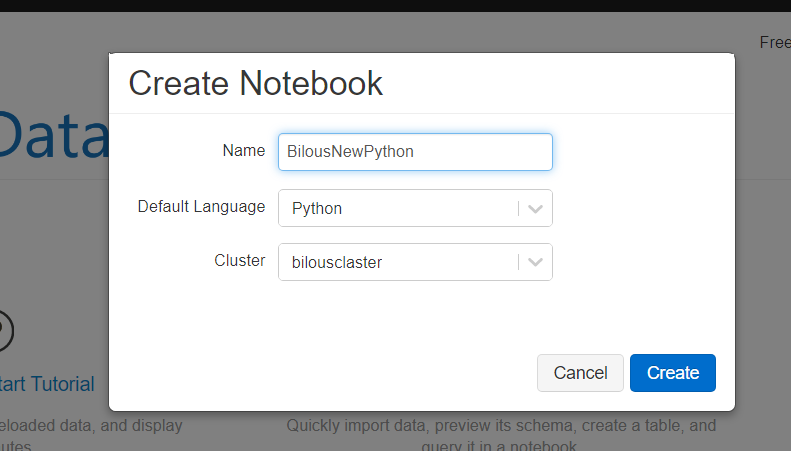 Free
Create Notebook
Data
Name BilousNewPython
Default Language Python
Cluster bilousclaster
Cancel Create
tart Tutorial
eloaded data, and display
utes
Quickly import data, preview its schema, create a table, and
query it in a notebook